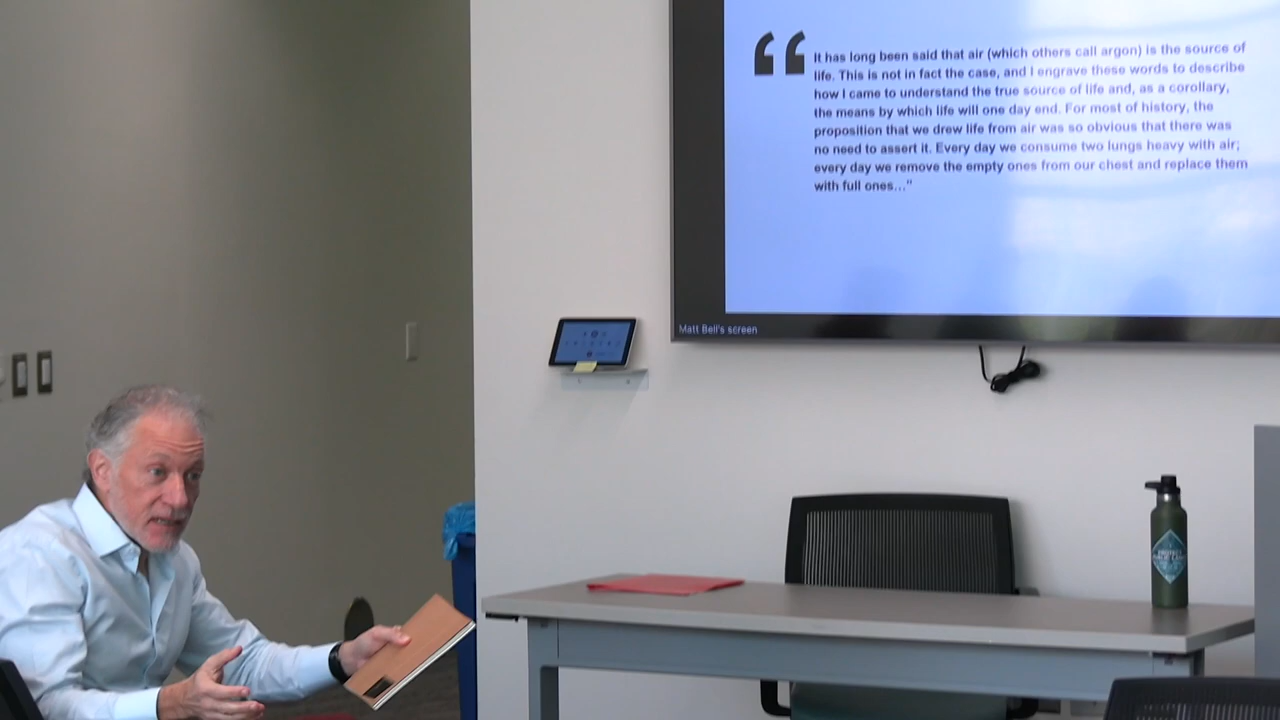 It has long been said that air (which others call argon) is the source of
life. This is not in fact the case, and I engrave these words to describe
how I came to understand the true source of life and, as a corollary,
the means by which life will one day end. For most of history, the
proposition that we drew life from air was so obvious that there was
no need to assert it. Every day we consume two lungs heavy with air;
every day we remove the empty ones from our chest and replace them
with full ones…"
Matt Bell's screen
PROTECT